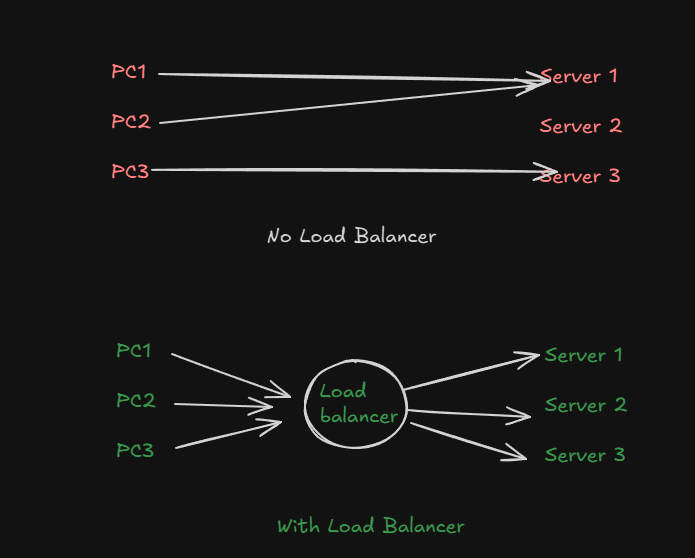 PC1
Server 1
PC2
Server 2
PC3
Server 3
No Load Balancer
PC1
Server 1
Load
PC2
Server 2
balancer
PC3
Server 3
With Load Balancer